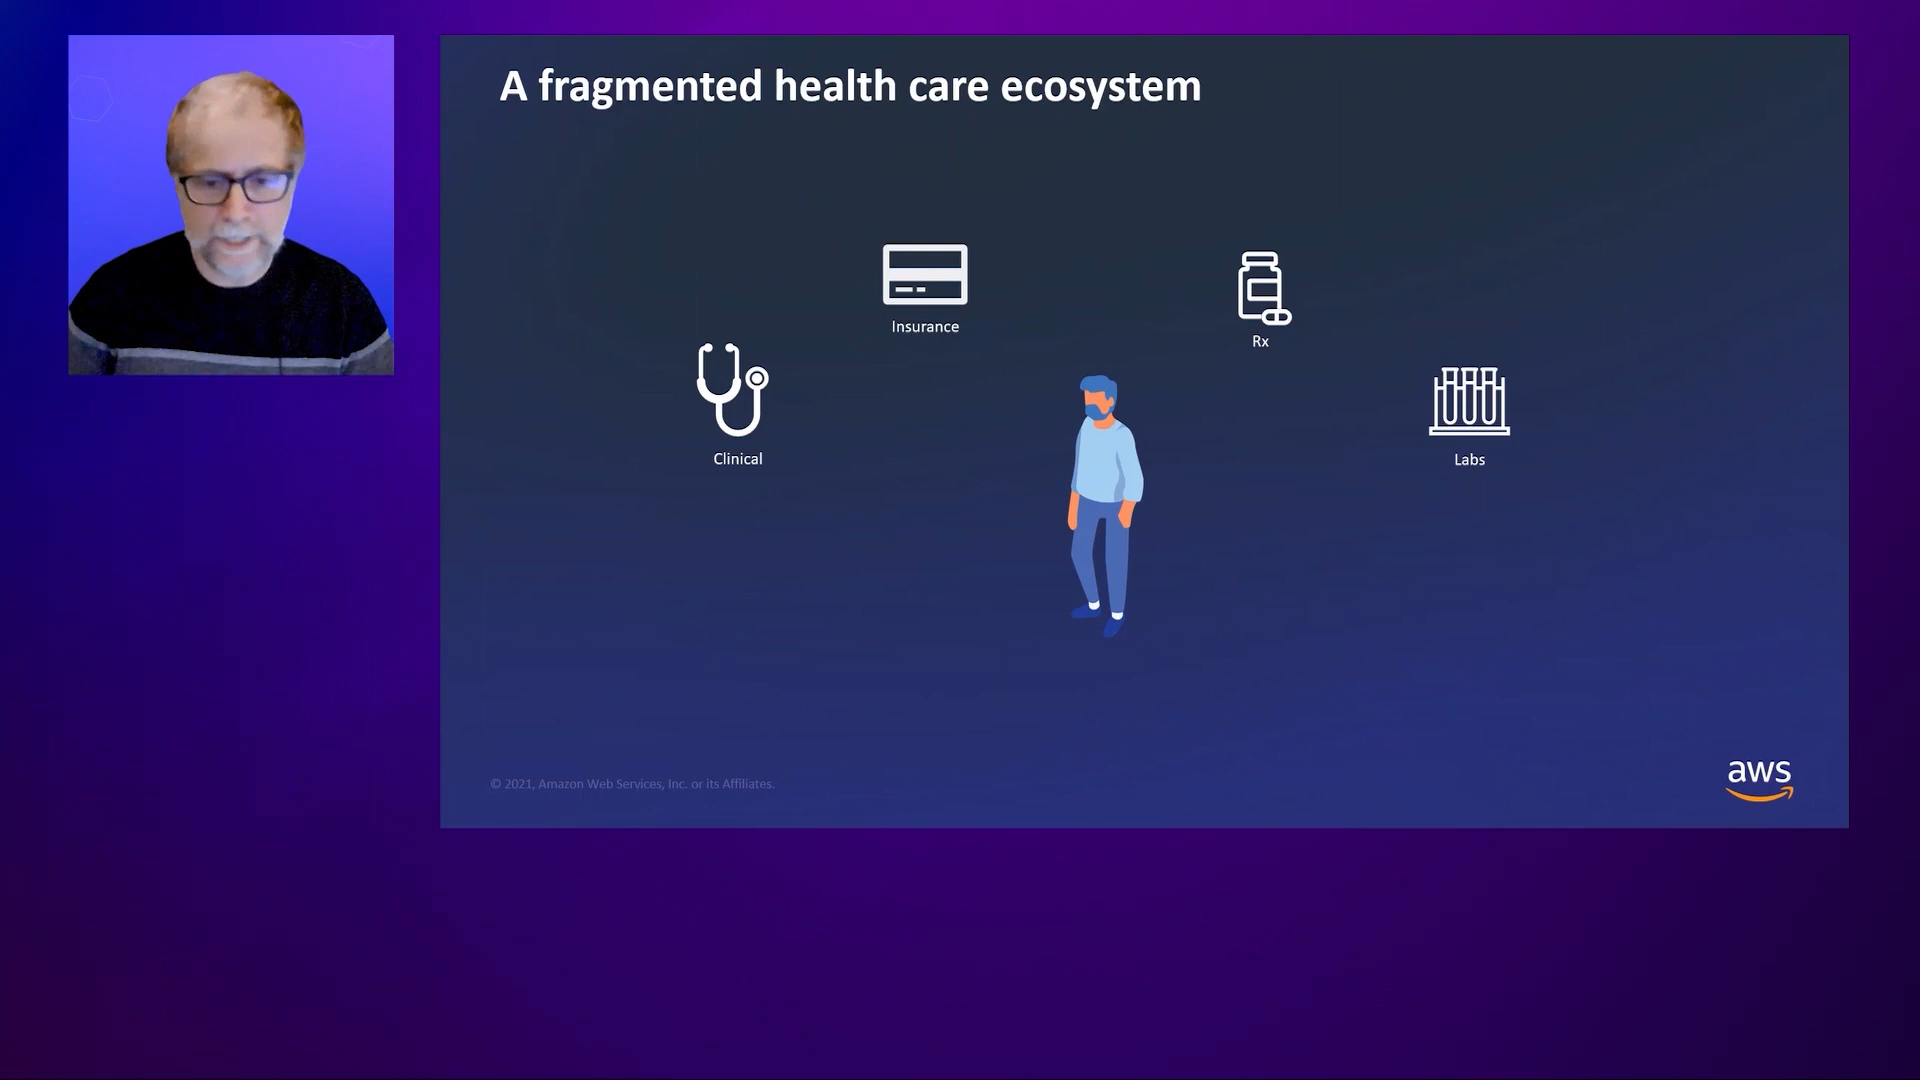 A fragmented health care ecosystem
Insurance
Rx
Clinical
Labs
© 2021, Amazon Web Services, Inc. or its Affiliates.
aws